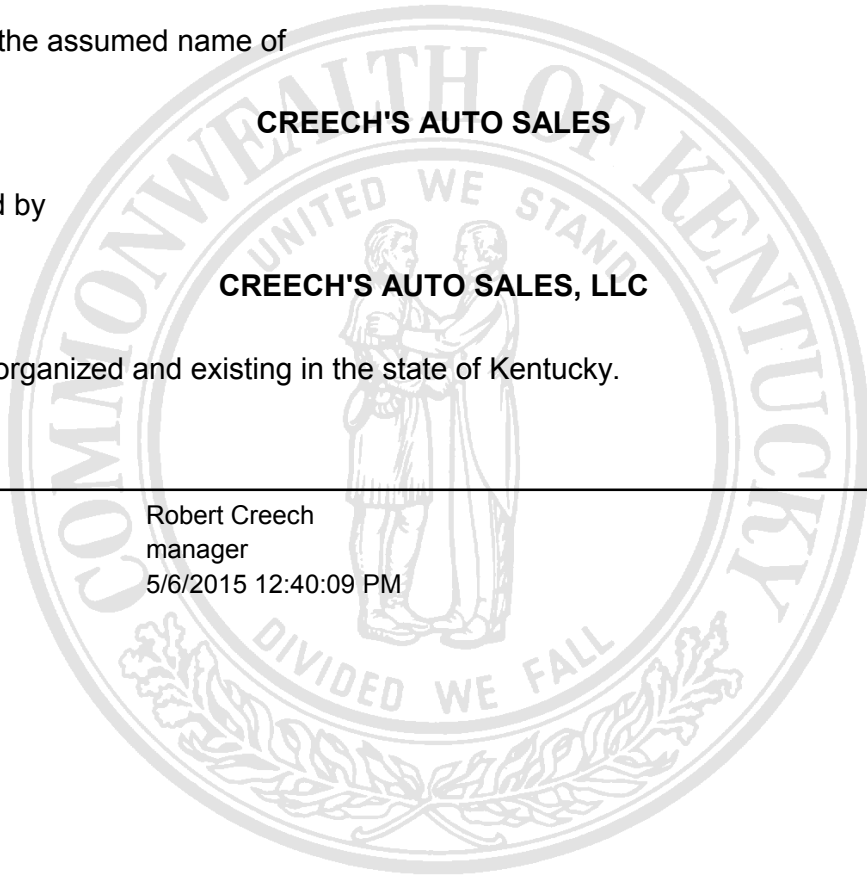 the assumed name of
CREECH'S AUTO SALES
d by
CREECH'S AUTO SALES, LLC
organized and existing in the state of Kentucky.
Robert Creech
manager
5/6/2015 12:40:09 PM
COMMONWEALTH OF KENTUCKY
UNITED WE STAND
DIVIDED WE FALL